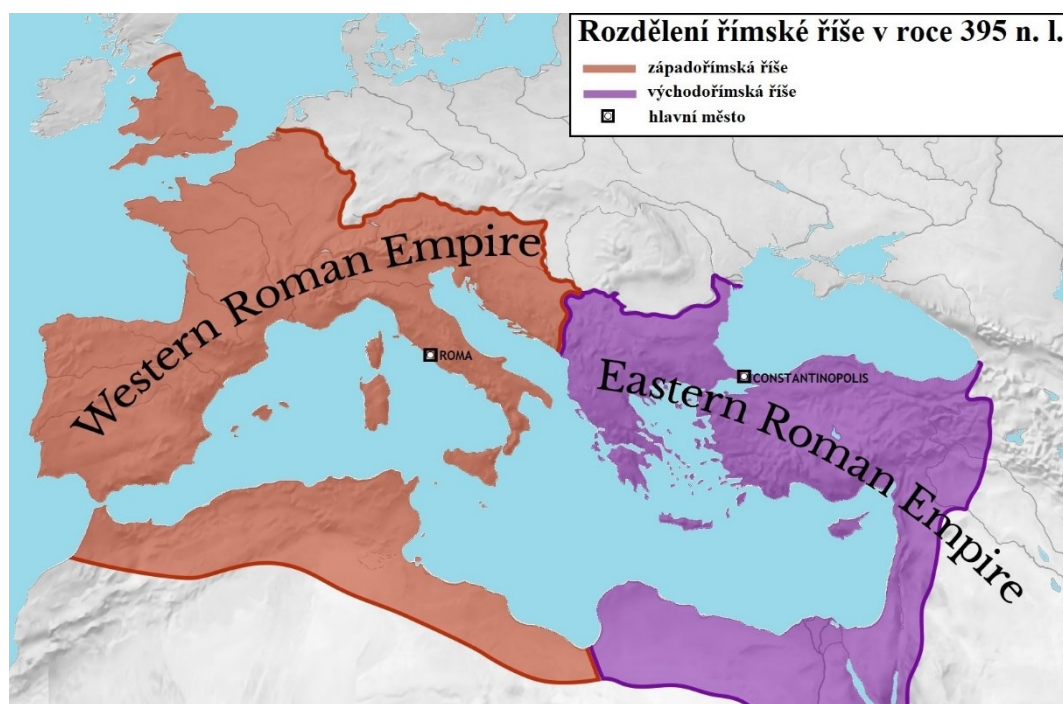 Rozdělení římské říše v roce 395 n. l.
západořímská říše
východořímská říše
hlavní město
Western Roman Empire
ROMA
Eastern Roman Empire
CONSTANTINOPOLIS